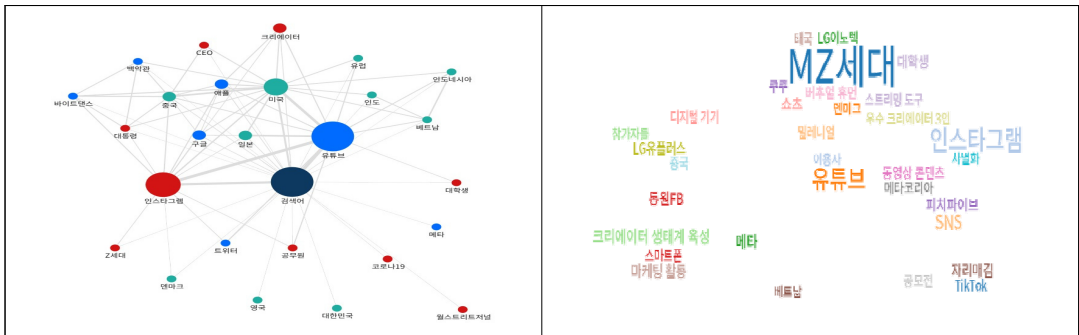 크리에이터
CEO
유럽
백악관
인도네시아
애플
미국
바이트댄스
중국
인도
대통령
구글
일본
유튜브
베트남
인스타그램
검색어
대학생
메타
Z세대
트위터
공무원
코로나19
덴마크
영국
대한민국
월스트리트저널
태국 LG이노텍
MZ세대 대학생
쿠쿠 버추얼 휴먼 스트리밍 도구
쇼츠 덴미그 우수 크리에이터 3인
디지털 기기
참가자들 밀레니얼 인스타그램
LG유플러스
중국 이용사 시별화
유튜브 동영상 콘텐츠
메타코리아
동원FB 피치파이브
SNS
크리에이터 생태계 육성 메타
스마트폰
마케팅 활동 자리매김
공모전 TikTok
베트남